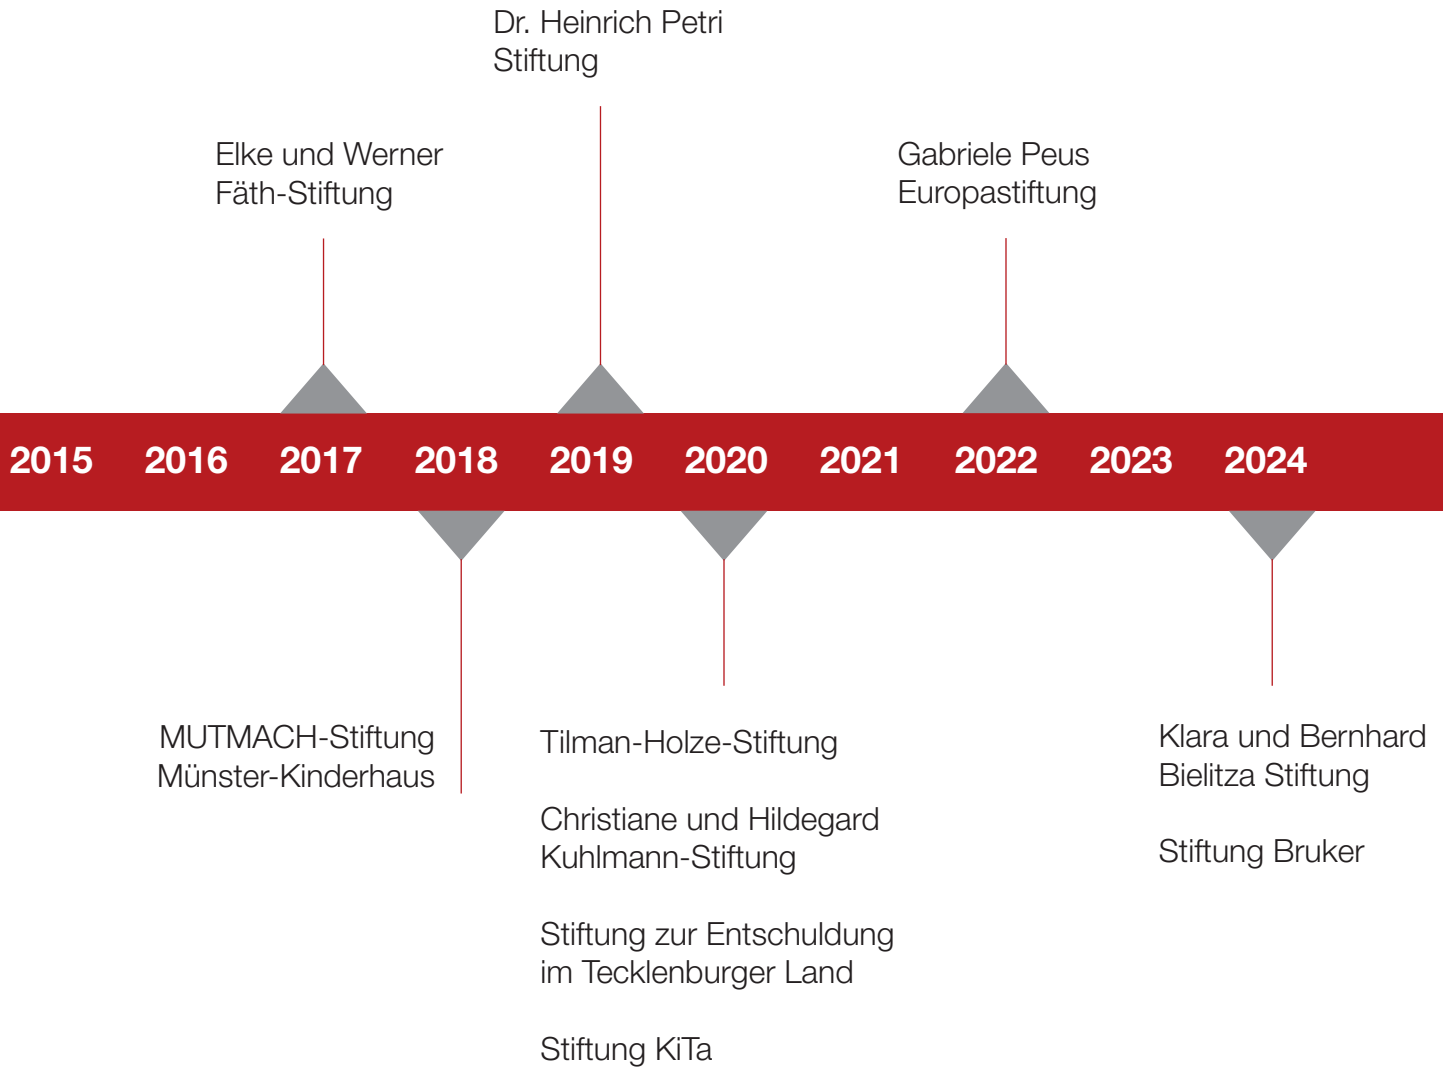 Dr. Heinrich Petri
Stiftung
Elke und Werner
Fäth-Stiftung
Gabriele Peus
Europastiftung
2015 2016 2017 2018 2019 2020 2021 2022 2023 2024
MUTMACH-Stiftung
Münster-Kinderhaus
Tilman-Holze-Stiftung
Christiane und Hildegard
Kuhlmann-Stiftung
Stiftung zur Entschuldung
im Tecklenburger Land
Stiftung KiTa
Klara und Bernhard
Bielitza Stiftung
Stiftung Bruker